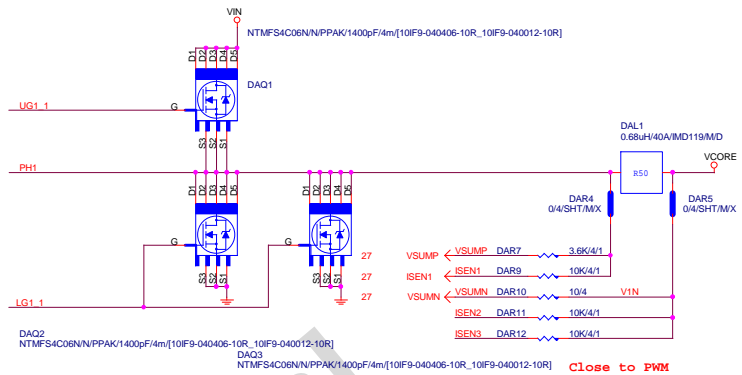 VIN
NTMFS4C06N/N/PPAK/1400pF/4m/[10IF9-040406-10R_10IF9-040012-10R]
D1 D2 D3 D4 D5
DAQ1
UG1_1
G
S3 S2 S1
DAL1
0.68uH/40A/IMD119/M/D
VCORE
PH1
R50
D1 D2 D3 D4 D5
D1 D2 D3 D4 D5
DAR4
0/4/SHT/M/X
DAR5
0/4/SHT/M/X
G
G
27 VSUMP VSUMP DAR7 3.6K/4/1
S3 S2 S1
S3 S2 S1
27 ISEN1 ISEN1 DAR9 10K/4/1
27 VSUMN VSUMN DAR10 10/4 V1N
LG1_1
ISEN2 DAR11 10K/4/1
ISEN3 DAR12 10K/4/1
DAQ2
NTMFS4C06N/N/PPAK/1400pF/4m/[10IF9-040406-10R_10IF9-040012-10R]
DAQ3
NTMFS4C06N/N/PPAK/1400pF/4m/[10IF9-040406-10R_10IF9-040012-10R]
Close to PWM